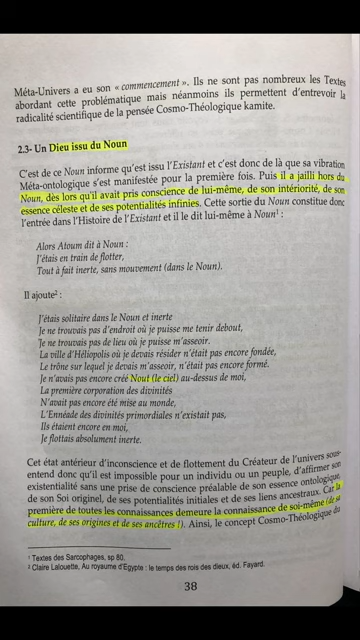 Méta-Univers a eu son « commencement ». Ils ne sont pas nombreux les Textes
abordant cette problématique mais néanmoins ils permettent d'entrevoir la
radicalité scientifique de la pensée Cosmo-Théologique kamite.
2.3- Un Dieu issu du Noun
C'est de ce Noun informe qu'est issu l'Existant et c'est donc de là que sa vibration
Méta-ontologique s'est manifestée pour la première fois. Puis il a jailli hors du
Noun, dès lors qu'il avait pris conscience de lui-même, de son intériorité, de son
essence céleste et de ses potentialités infinies. Cette sortie du Noun constitue donc
l'entrée dans l'Histoire de l'Existant et il le dit lui-même à Noun¹ :
Alors Atoum dit à Noun :
J'étais en train de flotter,
Tout à fait inerte, sans mouvement (dans le Noun).
Il ajoute² :
J'étais solitaire dans le Noun et inerte
Je ne trouvais pas d'endroit où je puisse me tenir debout,
Je ne trouvais pas de lieu où je puisse m'asseoir.
La ville d'Héliopolis où je devais résider n'était pas encore fondée,
Le trône sur lequel je devais m'asseoir, n'était pas encore formé.
Je n'avais pas encore créé Nout (le ciel) au-dessus de moi,
La première corporation des divinités
N'avait pas encore été mise au monde,
L'Ennéade des divinités primordiales n'existait pas,
Ils étaient encore en moi,
Je flottais absolument inerte.
Cet état antérieur d'inconscience et de flottement du Créateur de l'univers sous-
entend donc qu'il est impossible pour un individu ou un peuple, d'affirmer son
existentialité sans une prise de conscience préalable de son essence ontologique,
de son Soi originel, de ses potentialités initiales et de ses liens ancestraux. Car la
première de toutes les connaissances demeure la connaissance de soi-même (de sa
culture, de ses origines et de ses ancêtres !). Ainsi, le concept Cosmo-Théologique du
¹ Textes des Sarcophages, sp 80.
² Claire Lalouette, Au royaume d'Egypte : le temps des rois des dieux, éd. Fayard.
38